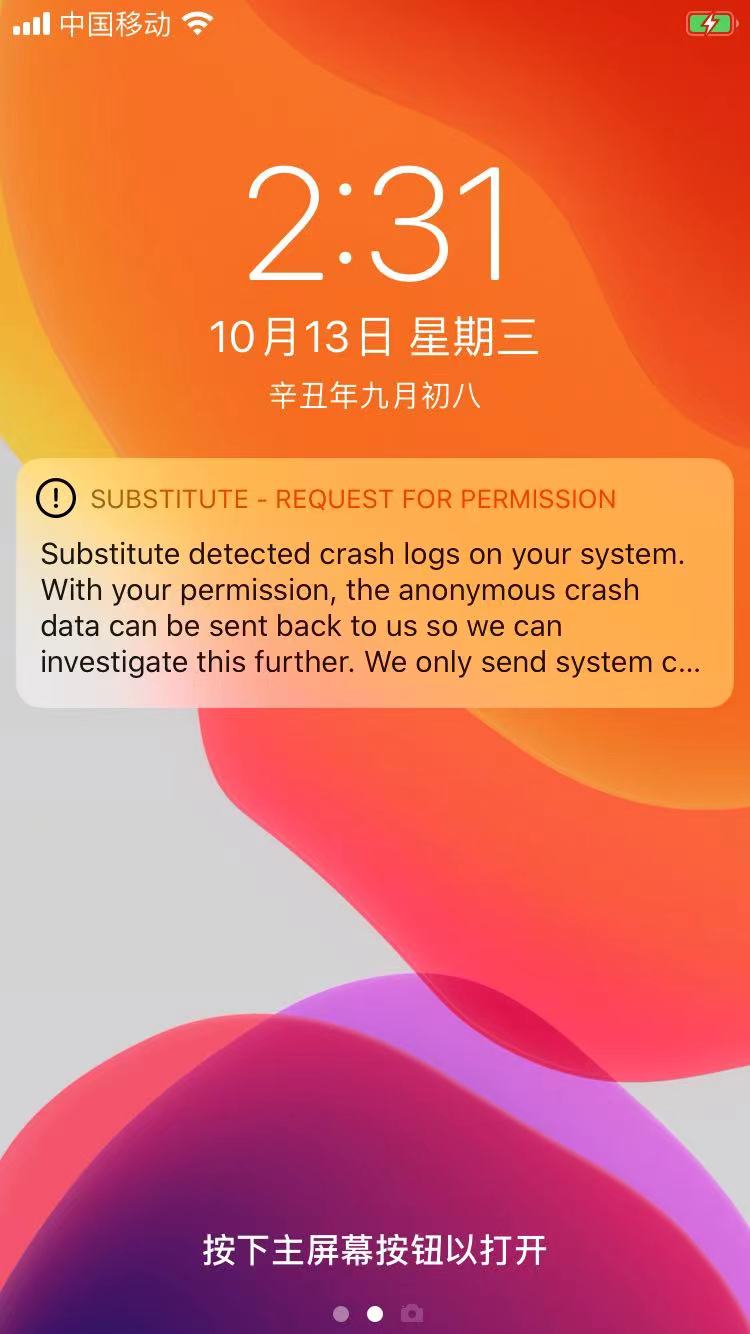 中国移动
2:31
10月13日 星期三
辛丑年九月初八
SUBSTITUTE - REQUEST FOR PERMISSION
Substitute detected crash logs on your system.
With your permission, the anonymous crash
data can be sent back to us so we can
investigate this further. We only send system c...
按下主屏幕按钮以打开